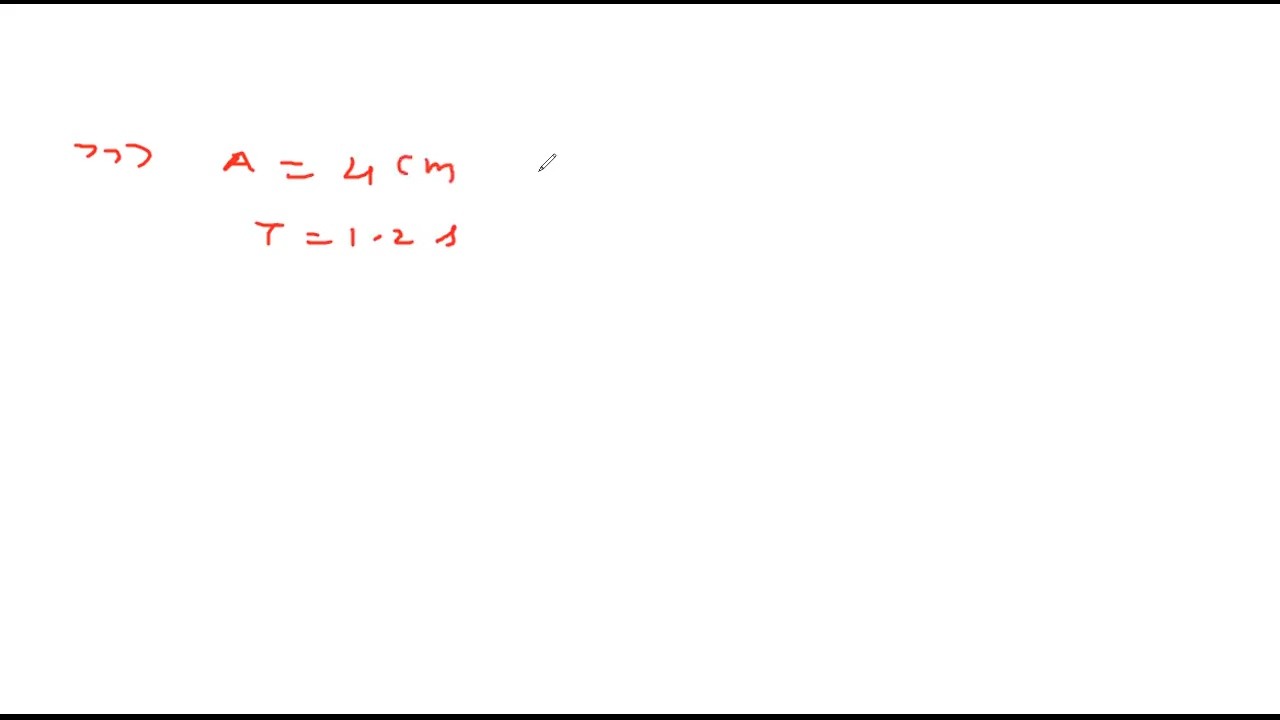 >>> A = 4 cm
T = 1.2 s